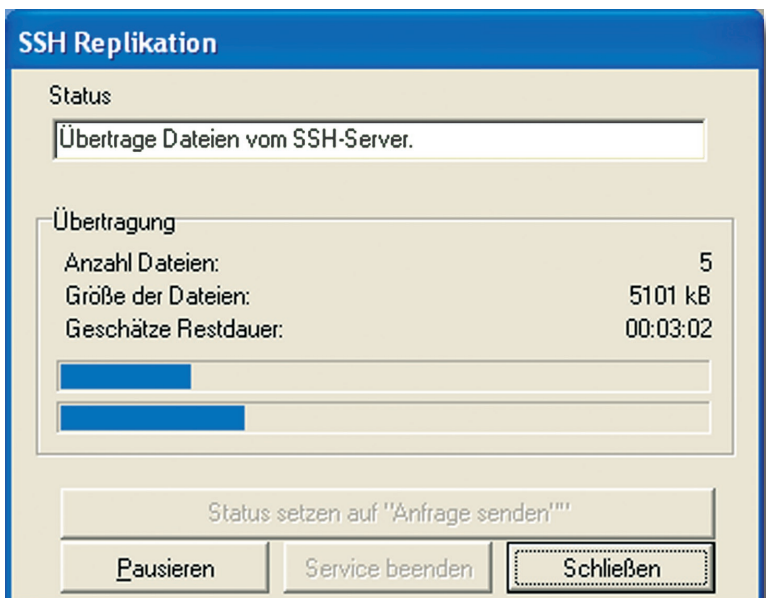 SSH Replikation
Status
Übertrage Dateien vom SSH-Server.
Übertragung
Anzahl Dateien: 5
Größe der Dateien: 5101 kB
Geschätze Restdauer: 00:03:02
Status setzen auf "Anfrage senden""
Pausieren Service beenden Schließen